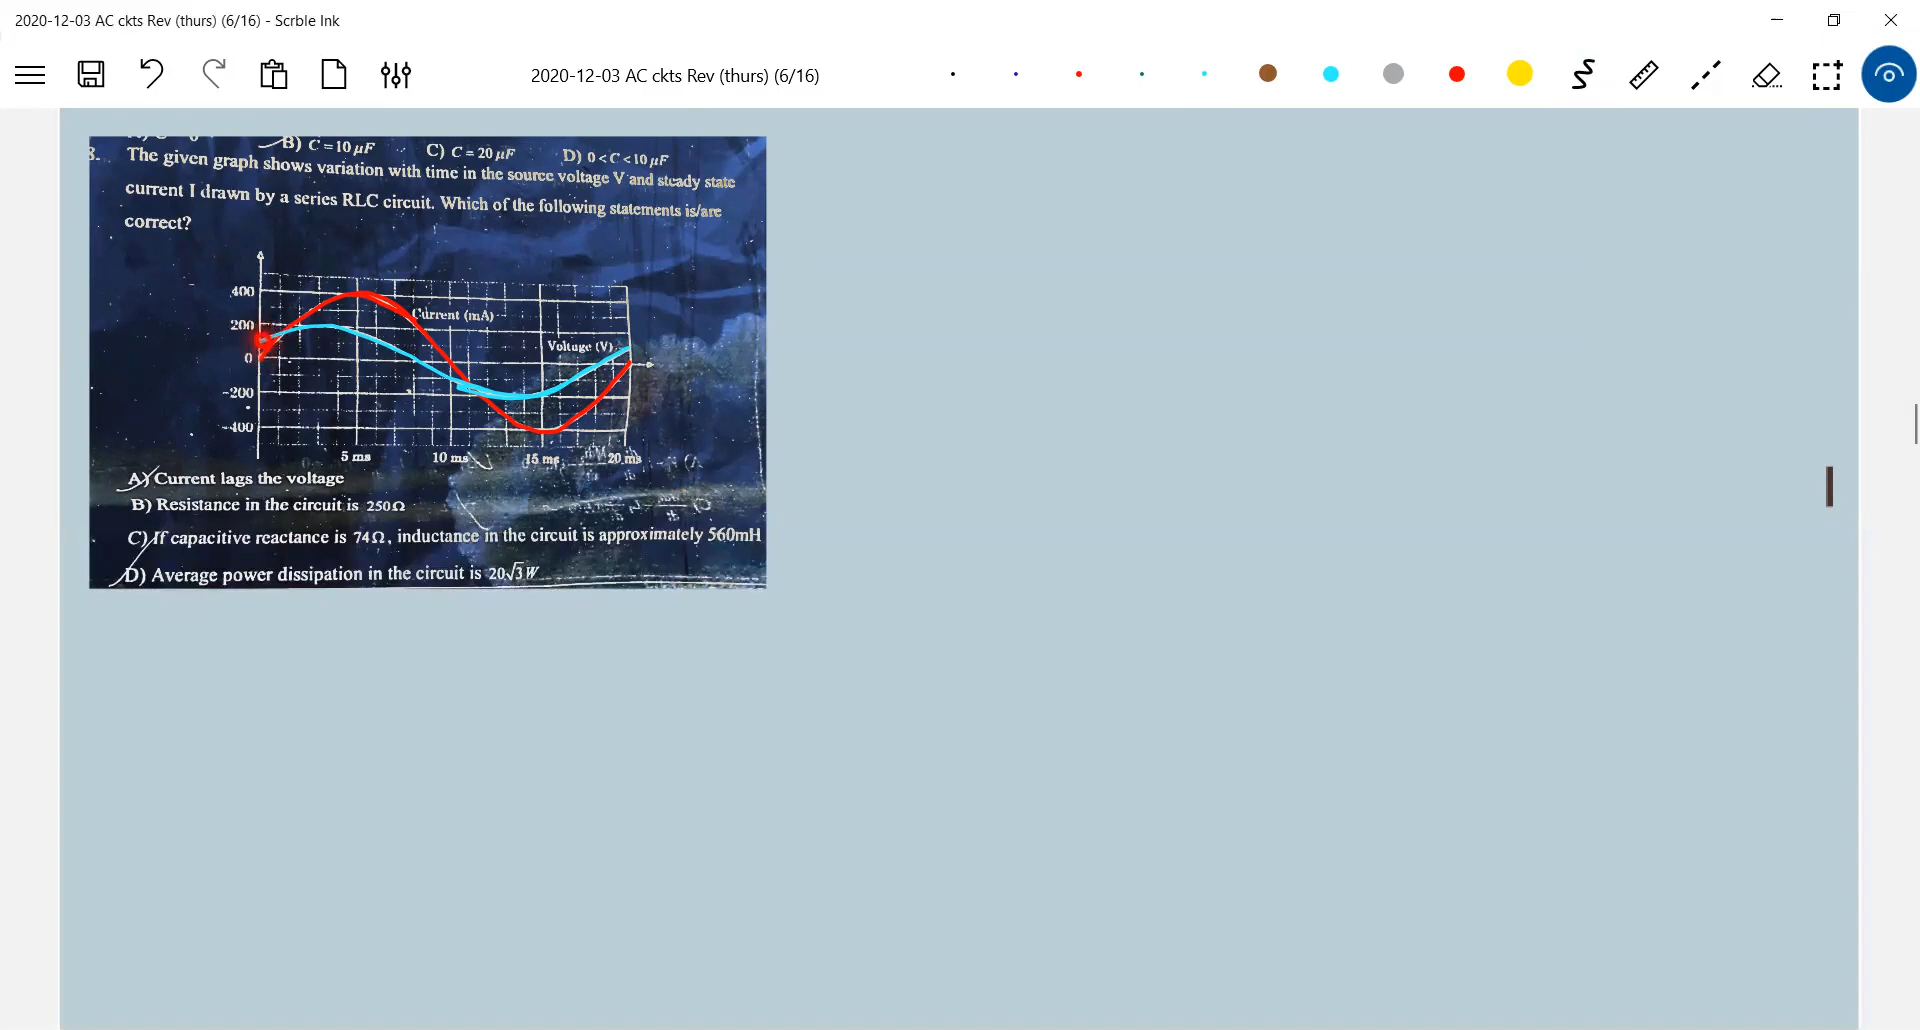 2020-12-03 AC ckts Rev (thurs) (6/16) - Scrble Ink
2020-12-03 AC ckts Rev (thurs) (6/16)
B) C = 10 μF C) C = 20 μF D) 0 < C < 10 μF
8. The given graph shows variation with time in the source voltage V and steady state
current I drawn by a series RLC circuit. Which of the following statements is/are
correct?
400
Current (mA)
200
Voltage (V)
0
-200
-400
5 ms 10 ms 15 ms 20 ms
A) Current lags the voltage
B) Resistance in the circuit is 250Ω
C) If capacitive reactance is 74Ω, inductance in the circuit is approximately 560mH
D) Average power dissipation in the circuit is 20√3 W